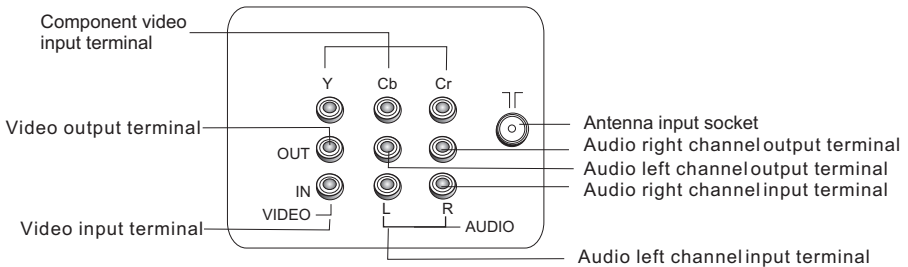 Component video
input terminal
Y Cb Cr
Antenna input socket
Video output terminal
OUT
Audio right channel output terminal
Audio left channel output terminal
IN
Audio right channel input terminal
VIDEO
L R
Video input terminal
AUDIO
Audio left channel input terminal